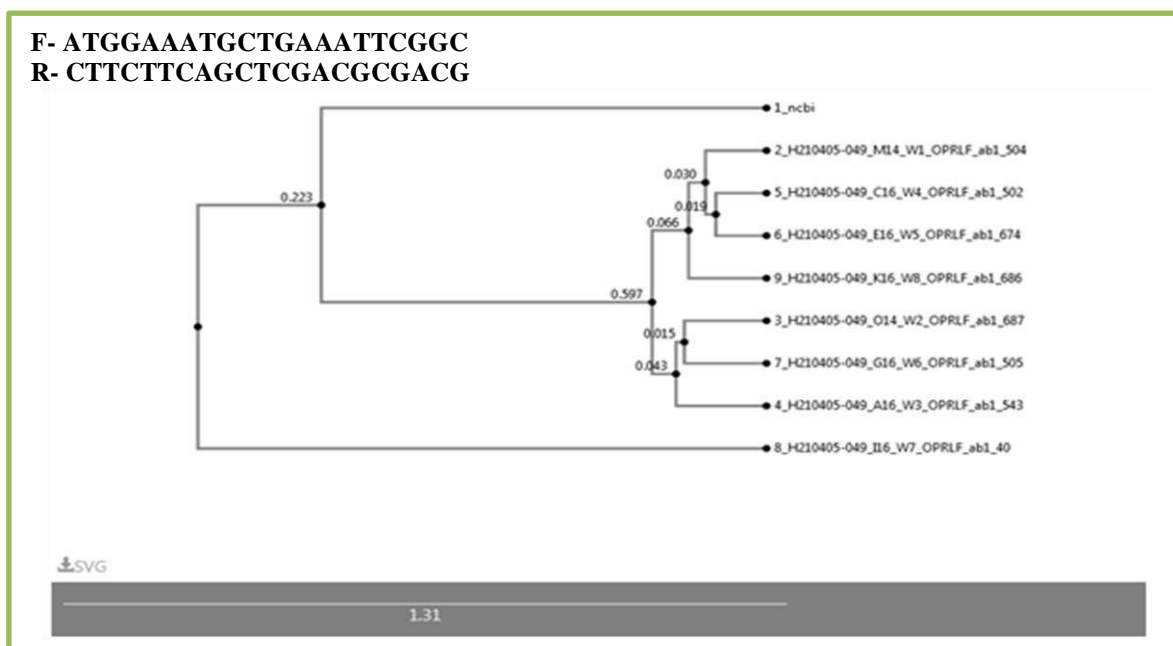 F- ATGGAAATGCTGAAATTCGGC
R- CTTCTTCAGCTCGACGCGACG
1_ncbi
2_H210405-049_M14_W1_OPRLF_ab1_504
0.030
5_H210405-049_C16_W4_OPRLF_ab1_502
0.223
0.019
0.066
6_H210405-049_E16_W5_OPRLF_ab1_674
9_H210405-049_K16_W8_OPRLF_ab1_686
0.597
3_H210405-049_O14_W2_OPRLF_ab1_687
0.015
7_H210405-049_G16_W6_OPRLF_ab1_505
0.043
4_H210405-049_A16_W3_OPRLF_ab1_543
8_H210405-049_I16_W7_OPRLF_ab1_40
SVG
1.31